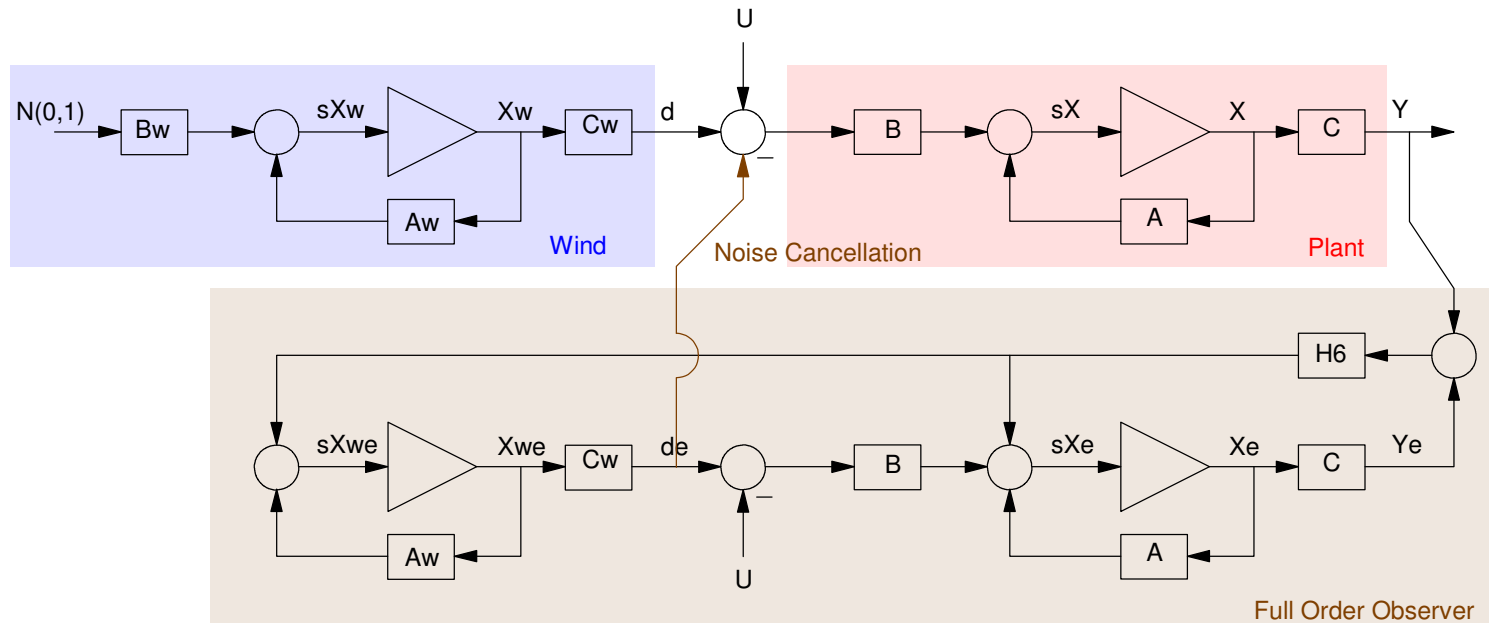 U
N(0,1)
Bw
sXw
Xw
Cw
d
B
sX
X
C
Y
Aw
A
Wind
Noise Cancellation
Plant
H6
sXwe
Xwe
Cw
de
B
sXe
Xe
C
Ye
Aw
A
U
Full Order Observer